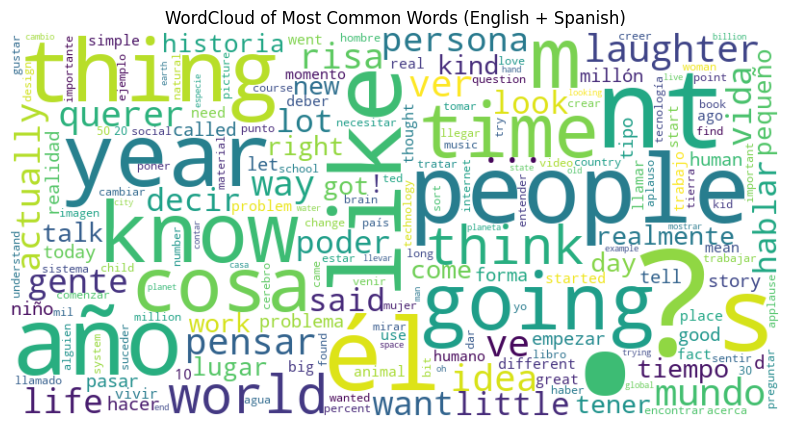 WordCloud of Most Common Words (English + Spanish)
thing
year
people
like
nt
m
time
know
going
año
él
cosa
think
world
s
?
.
...
!
laughter
persona
historia
risa
kind
ver
look
new
lot
querer
right
way
decir
actually
talk
gente
poder
said
pensar
life
want
little
idea
ve
mundo
tiempo
tener
hablar
vida
pequeño
realmente
day
come
got
work
lugar
hacer
niño
today
realidad
called
let
need
momento
real
millón
tipo
start
human
ago
book
point
woman
live
creer
billion
love
hand
question
hombre
went
course
deber
simple
importante
ejemplo
design
gustar
cambio
earth
especie
natural
picture
50
20
social
punto
poner
material
school
cambiar
imagen
city
problem
number
contar
change
brain
ted
país
estar
came
llevar
venir
casa
cerebro
sistema
child
planet
comenzar
million
mil
alguien
system
suceder
understand
water
thought
necesitar
tomar
crear
looking
llegar
try
music
tratar
video
country
internet
sort
state
old
entender
aplauso
llamar
trabajo
tecnología
find
tierra
important
kid
mean
trabajar
mostrar
example
planeta
technology
long
forma
tell
story
started
yo
dar
mujer
man
mirar
use
problema
humano
space
found
big
bit
animal
oh
libro
empezar
different
great
haber
trying
global
place
good
fact
sentir
d
30
encontrar
acerca
preguntar
applause
llamado
pasar
vivir
10
agua
end
wanted
percent